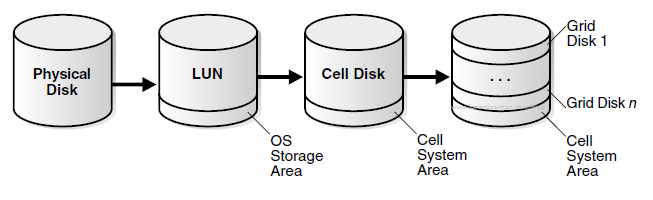 Physical
Disk
LUN
Cell Disk
. . .
Grid
Disk 1
Grid Disk n
OS
Storage
Area
Cell
System
Area
Cell
System
Area